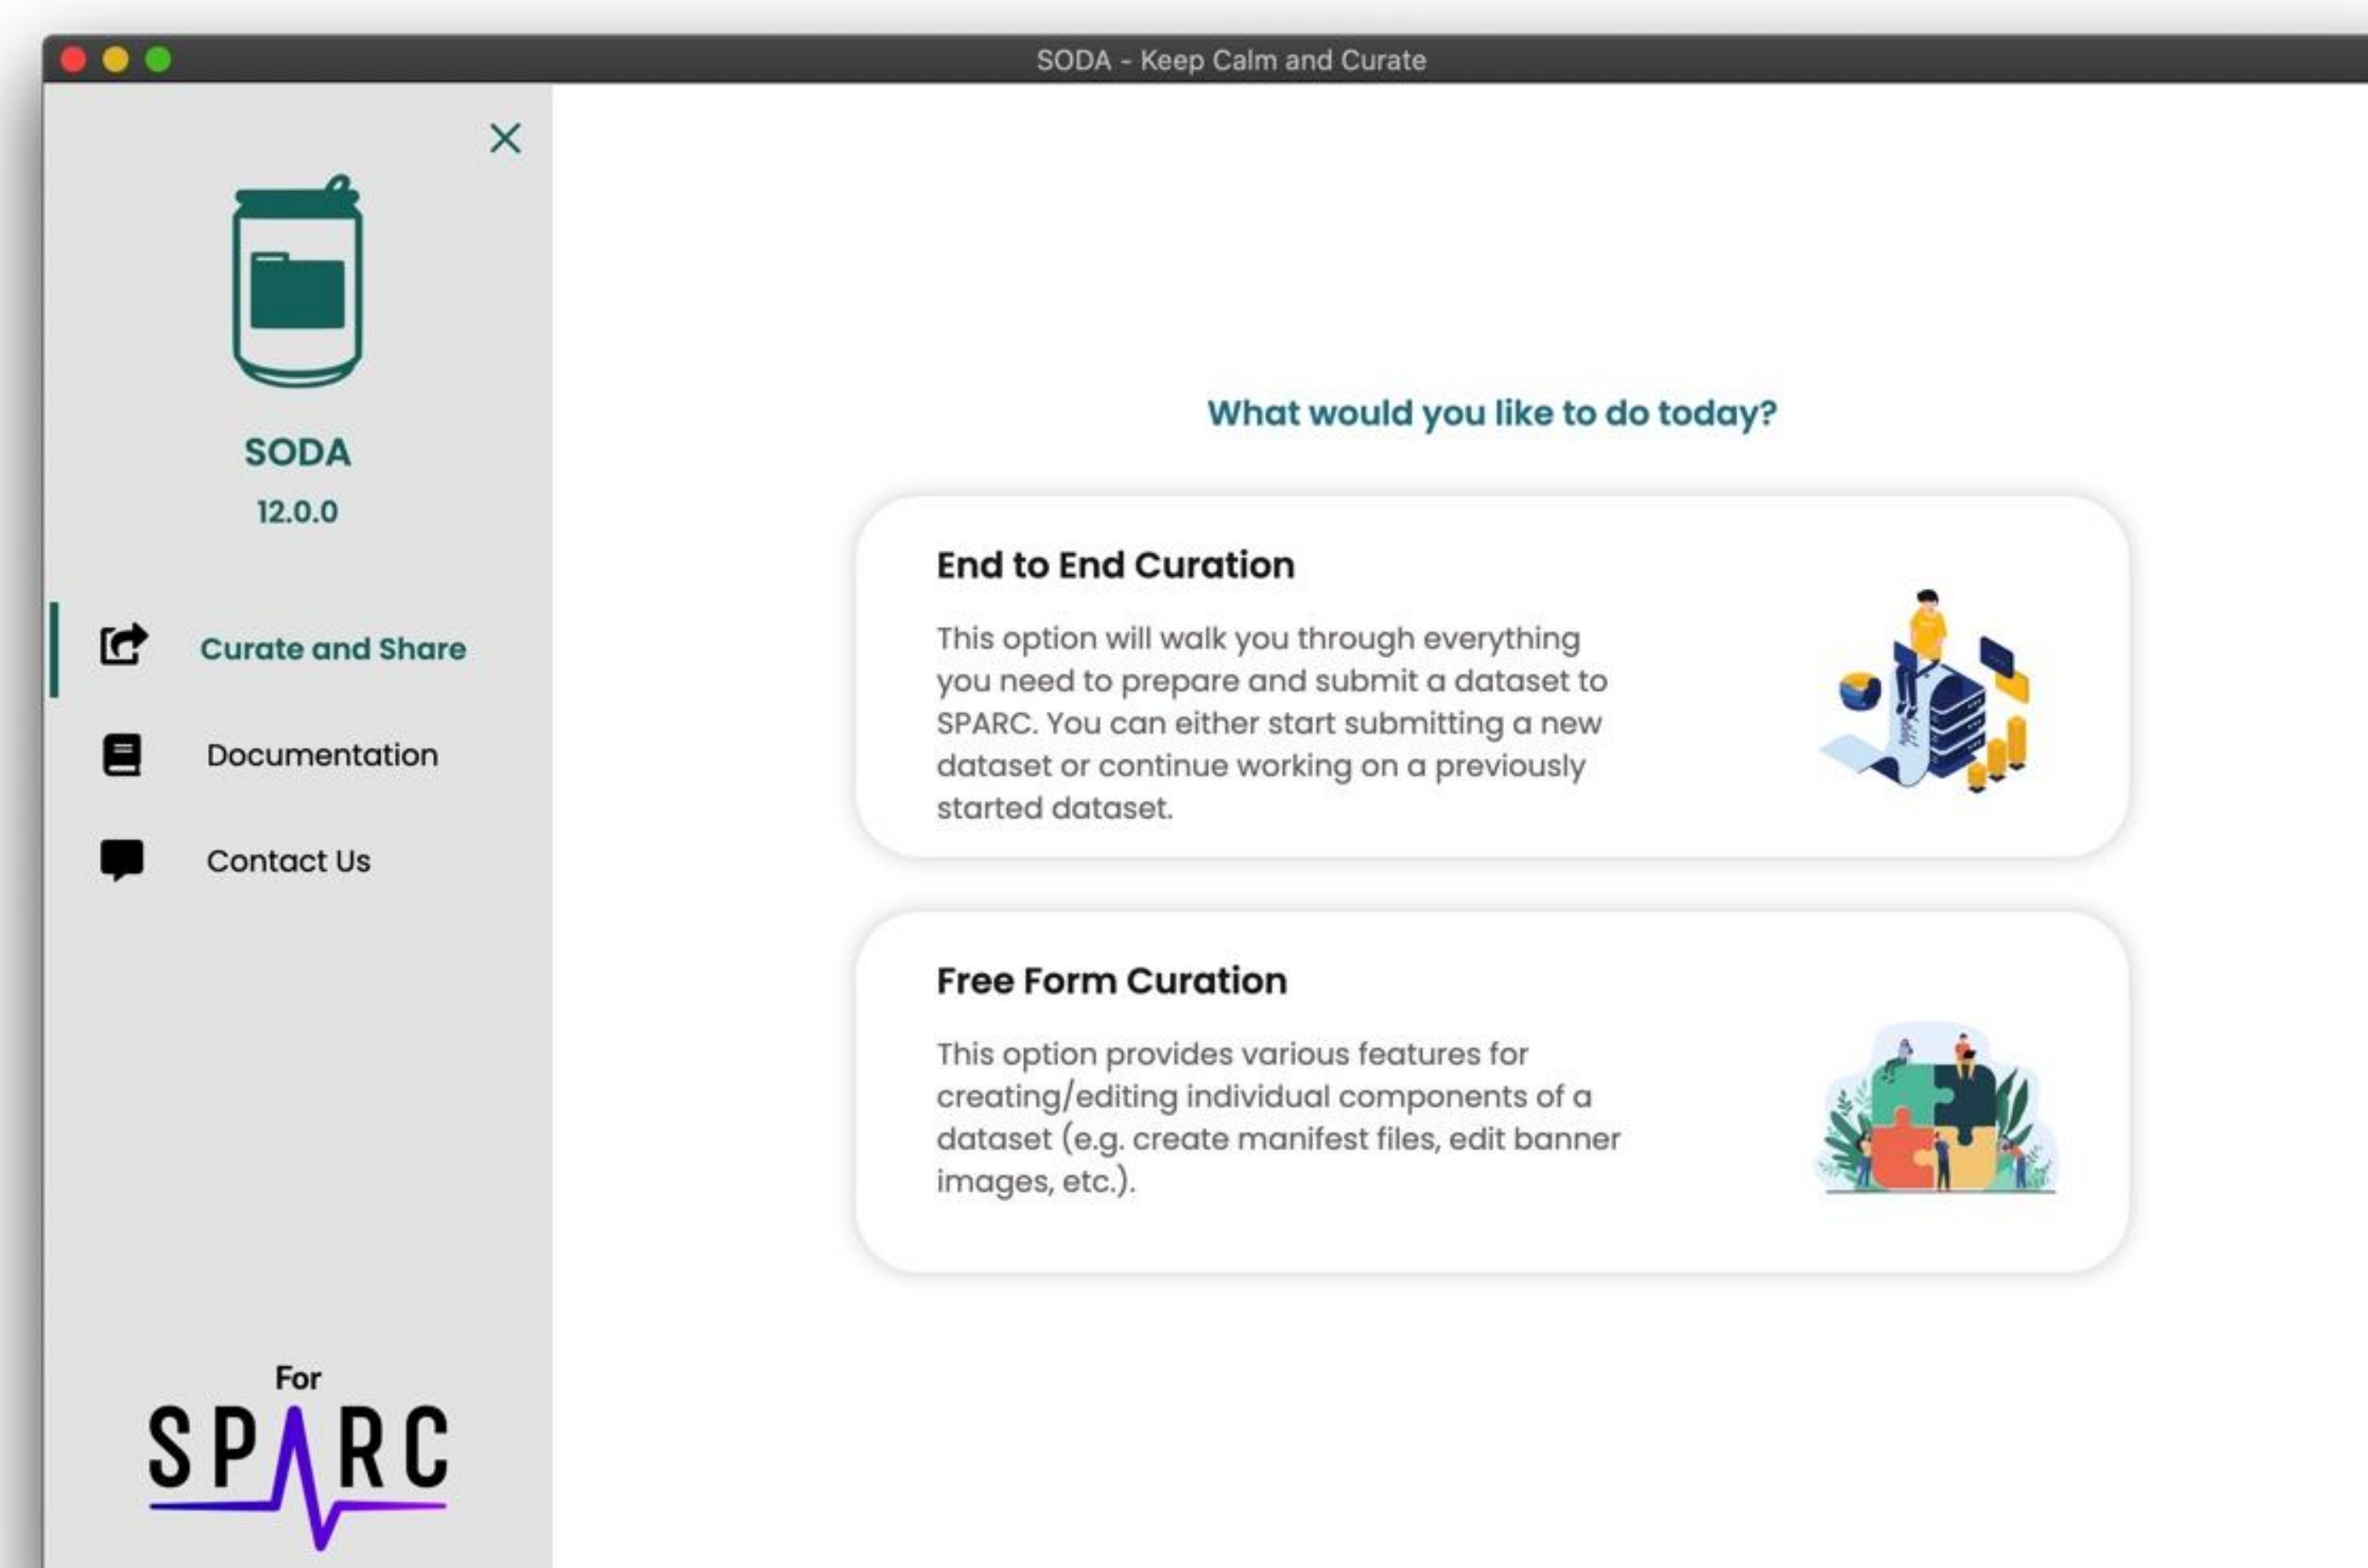 SODA - Keep Calm and Curate
SODA
12.0.0
Curate and Share
Documentation
Contact Us
For
SPARC
What would you like to do today?
End to End Curation
This option will walk you through everything
you need to prepare and submit a dataset to
SPARC. You can either start submitting a new
dataset or continue working on a previously
started dataset.
Free Form Curation
This option provides various features for
creating/editing individual components of a
dataset (e.g. create manifest files, edit banner
images, etc.).